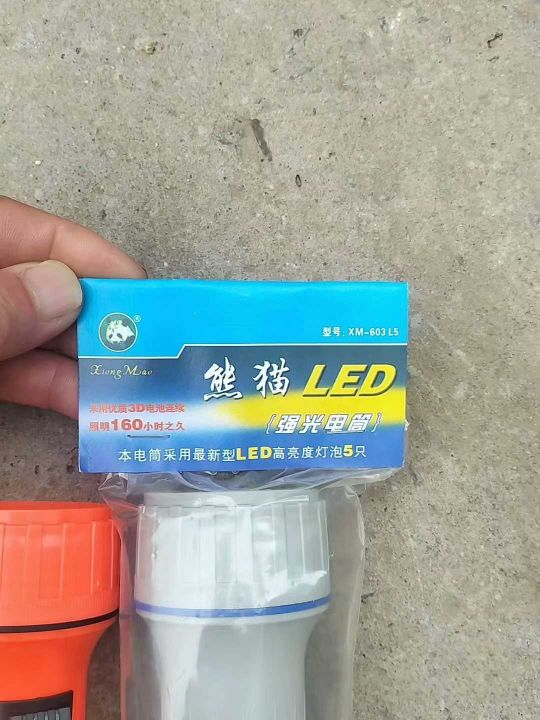 ®
型号: XM-603 L5
Xiong Mao
熊猫 LED
{强光电筒}
采用优质3D电池连续
照明160小时之久
本电筒采用最新型LED高亮度灯泡5只